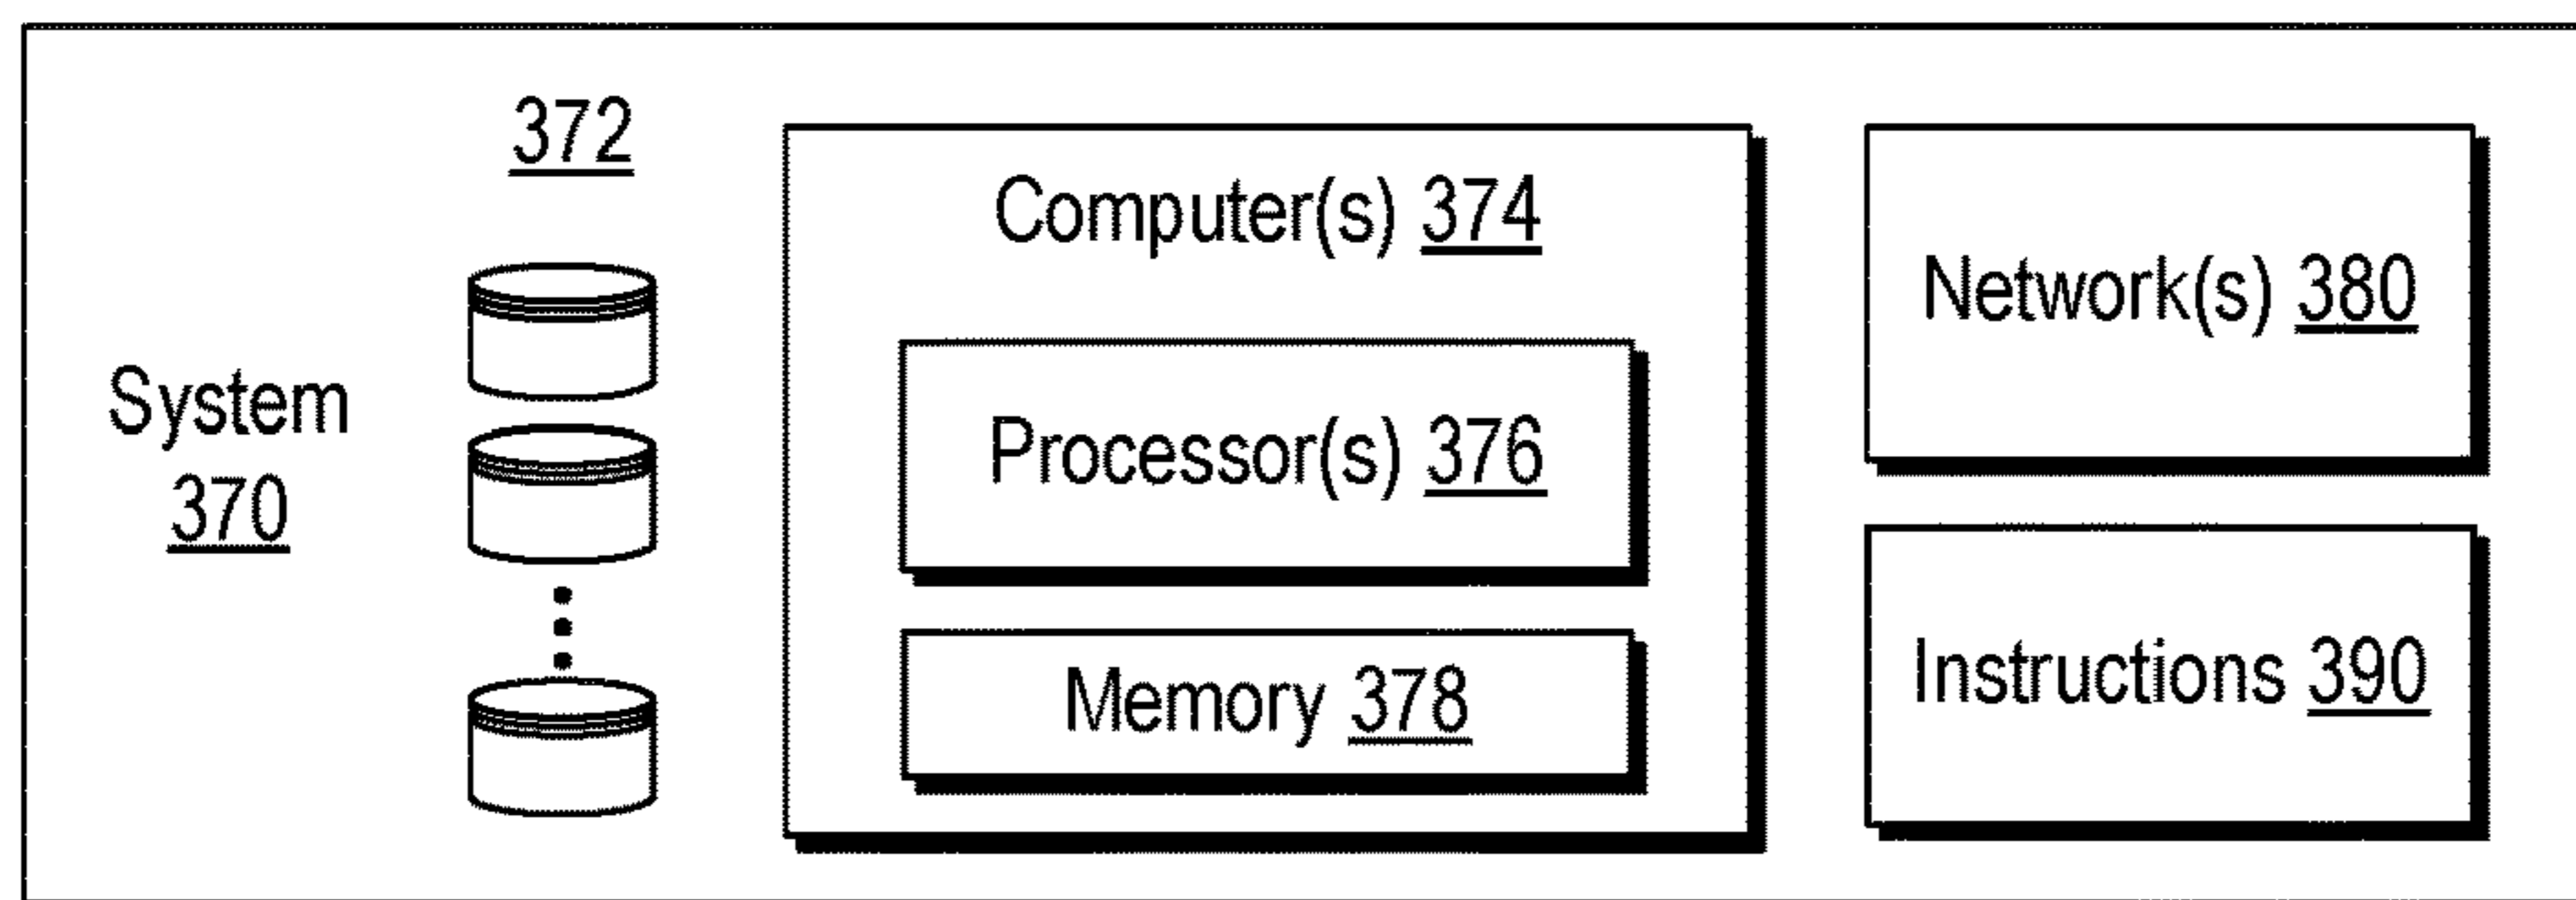 System
370
372
Computer(s) 374
Processor(s) 376
Memory 378
Network(s) 380
Instructions 390